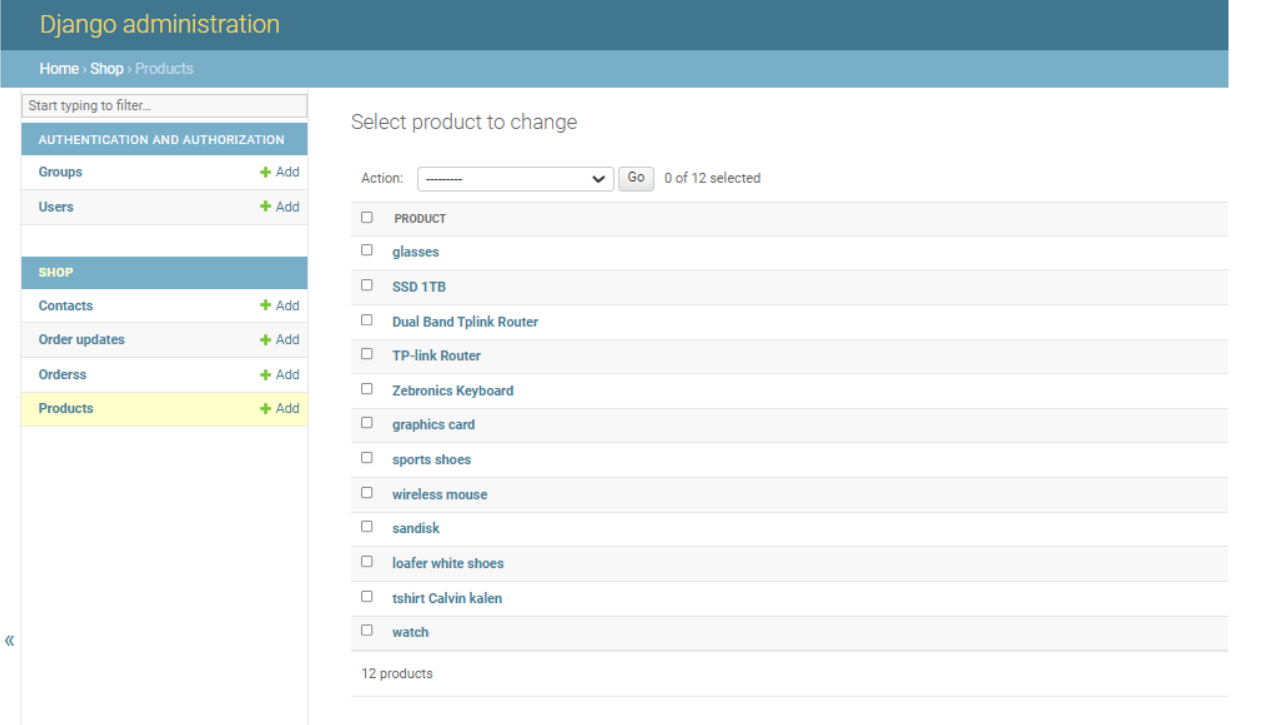 Django administration
Home › Shop › Products
Start typing to filter...
AUTHENTICATION AND AUTHORIZATION
Groups + Add
Users + Add
SHOP
Contacts + Add
Order updates + Add
Orderss + Add
Products + Add
«
Select product to change
Action: --------- Go 0 of 12 selected
PRODUCT
glasses
SSD 1TB
Dual Band Tplink Router
TP-link Router
Zebronics Keyboard
graphics card
sports shoes
wireless mouse
sandisk
loafer white shoes
tshirt Calvin kalen
watch
12 products